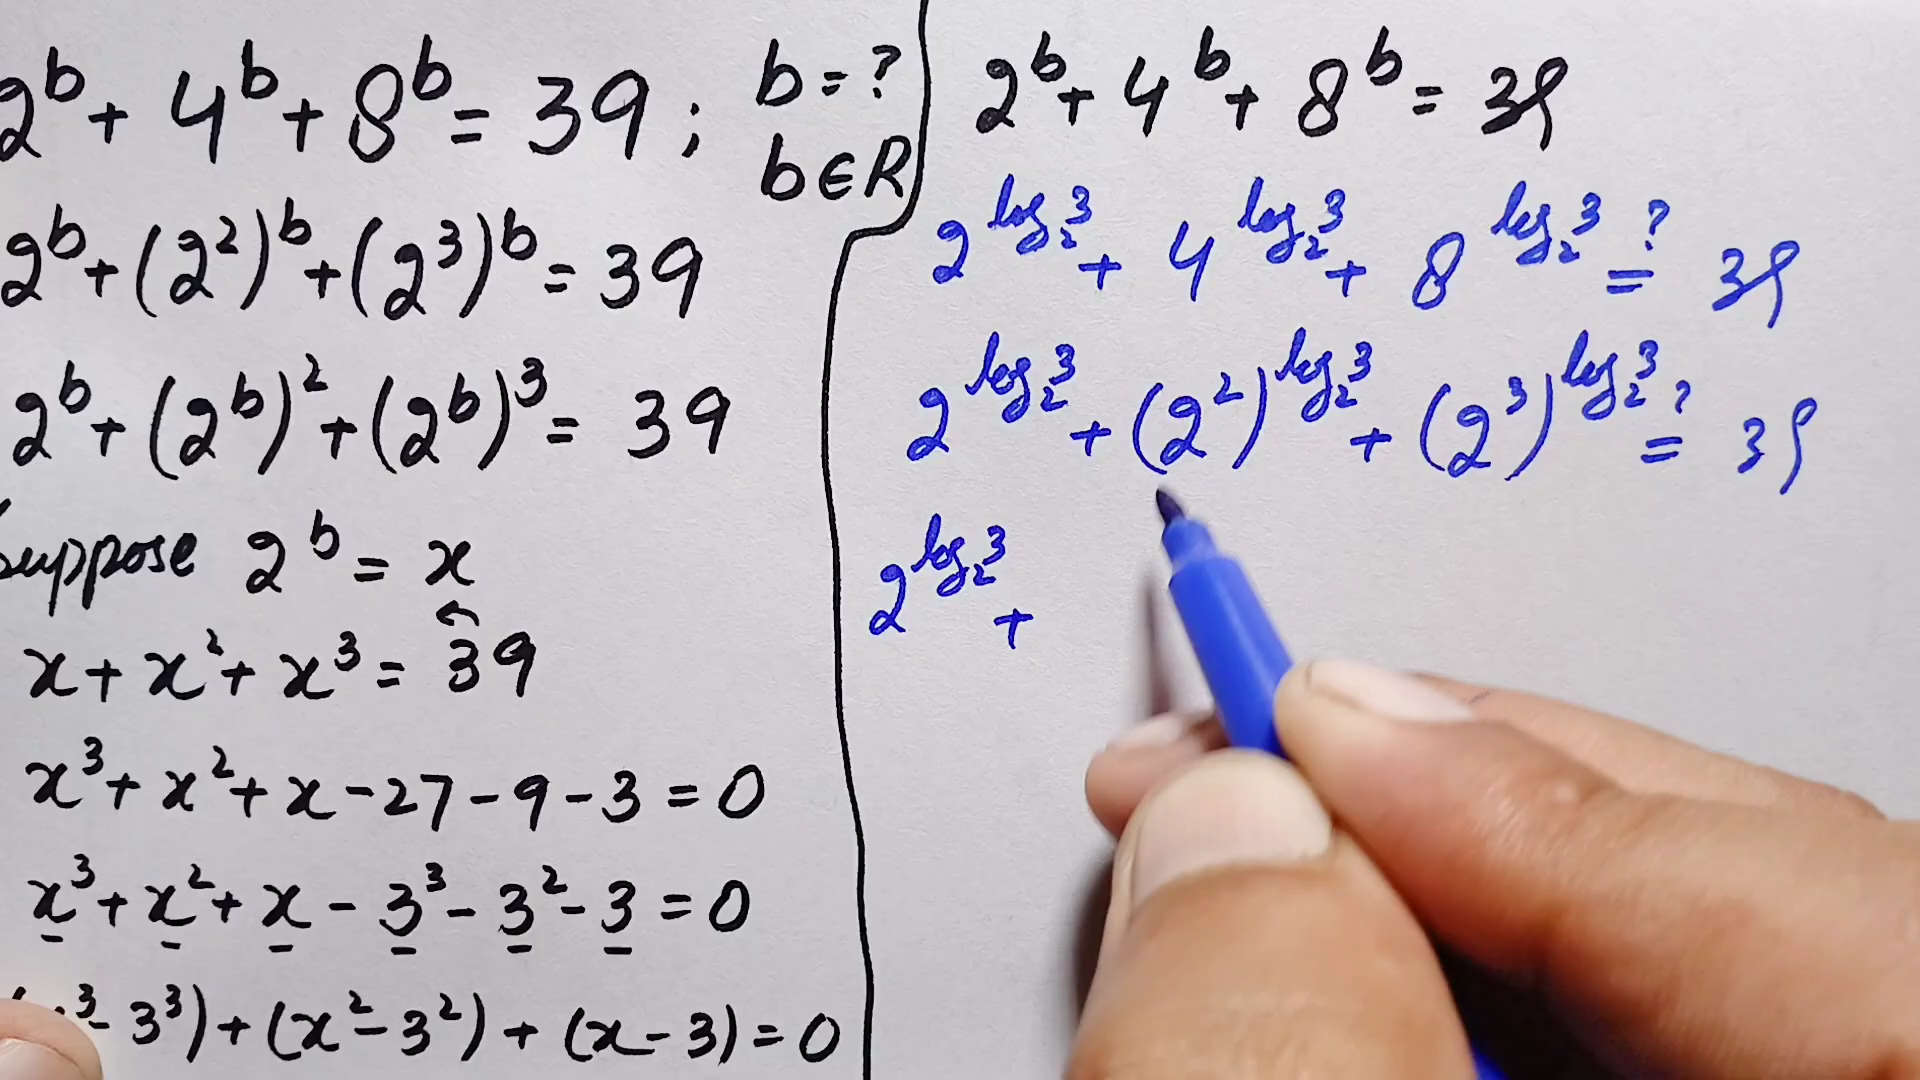 2^b + 4^b + 8^b = 39 ; b = ?
b ∈ R
2^b + (2^2)^b + (2^3)^b = 39
2^b + (2^b)^2 + (2^b)^3 = 39
Suppose 2^b = x
x + x^2 + x^3 = 39
x^3 + x^2 + x - 27 - 9 - 3 = 0
x^3 + x^2 + x - 3^3 - 3^2 - 3 = 0
^3 - 3^3) + (x^2 - 3^2) + (x - 3) = 0
2^b + 4^b + 8^b = 39
2^{log_2 3} + 4^{log_2 3} + 8^{log_2 3} =? 39
2^{log_2 3} + (2^2)^{log_2 3} + (2^3)^{log_2 3} =? 39
2^{log_2 3} +